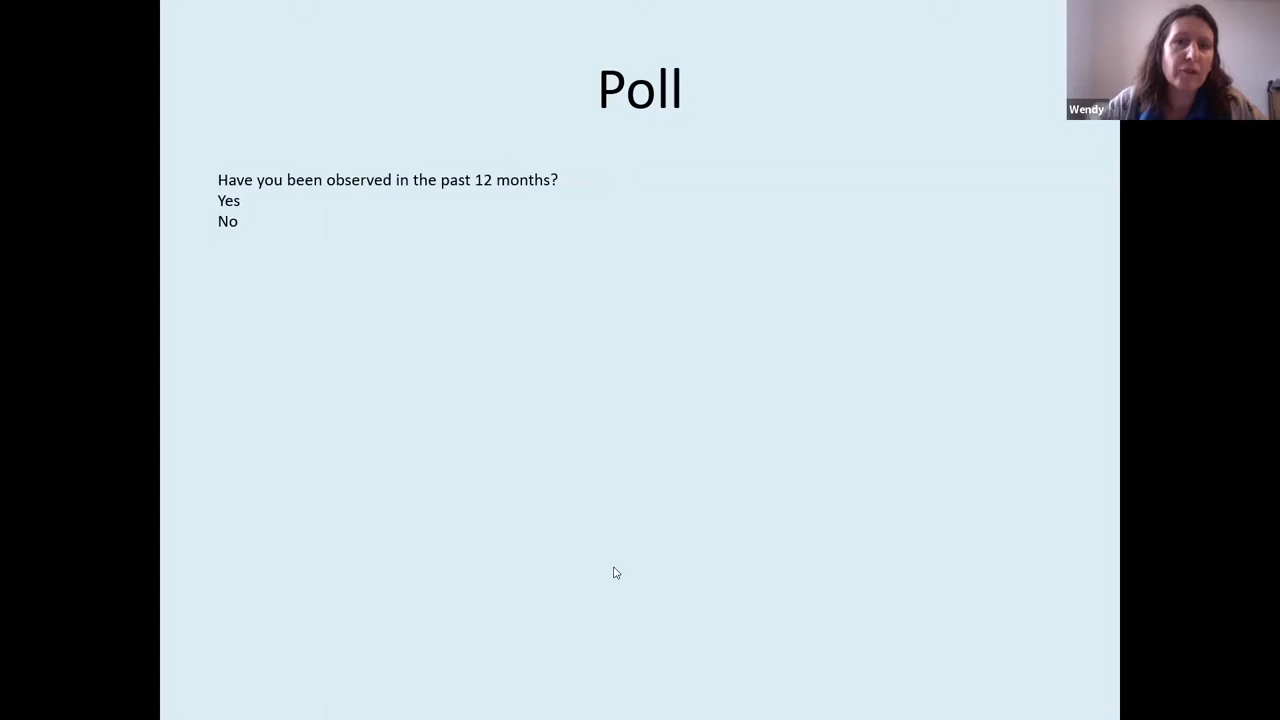 Poll
Wendy
Have you been observed in the past 12 months?
Yes
No